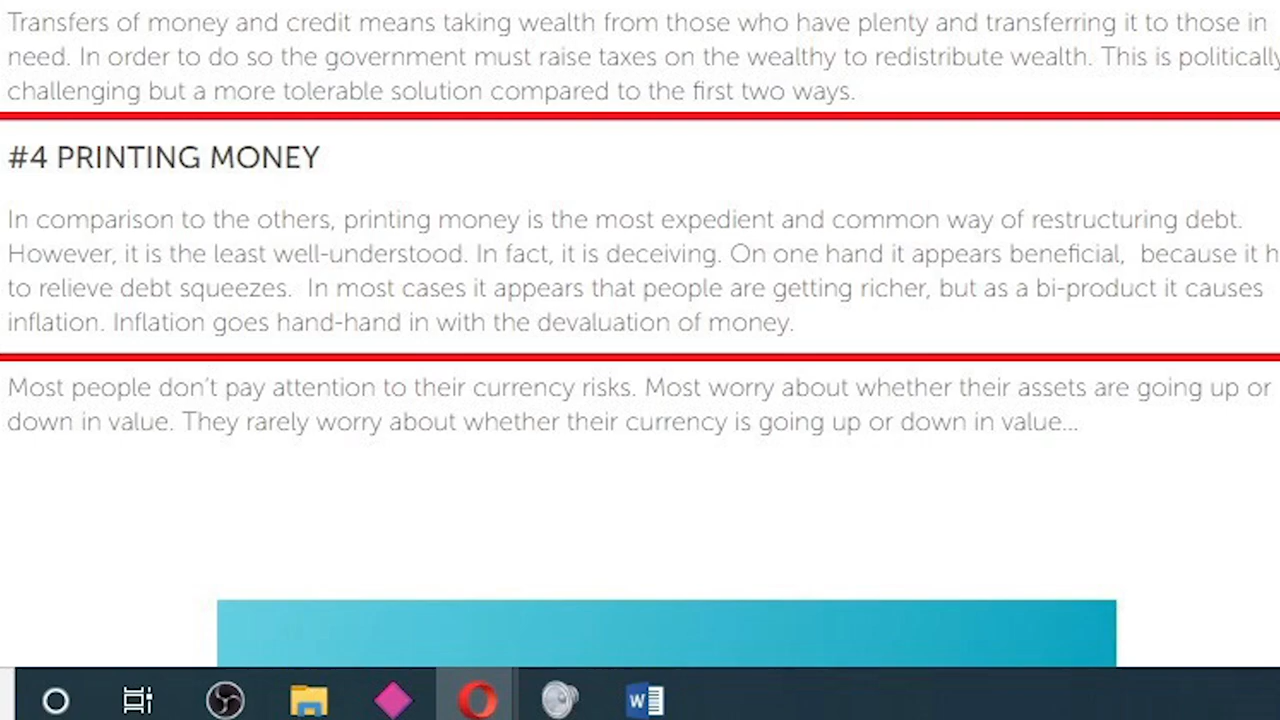 Transfers of money and credit means taking wealth from those who have plenty and transferring it to those in
need. In order to do so the government must raise taxes on the wealthy to redistribute wealth. This is politically
challenging but a more tolerable solution compared to the first two ways.
#4 PRINTING MONEY
In comparison to the others, printing money is the most expedient and common way of restructuring debt.
However, it is the least well-understood. In fact, it is deceiving. On one hand it appears beneficial, because it h
to relieve debt squeezes. In most cases it appears that people are getting richer, but as a bi-product it causes
inflation. Inflation goes hand-hand in with the devaluation of money.
Most people don't pay attention to their currency risks. Most worry about whether their assets are going up or
down in value. They rarely worry about whether their currency is going up or down in value...
W